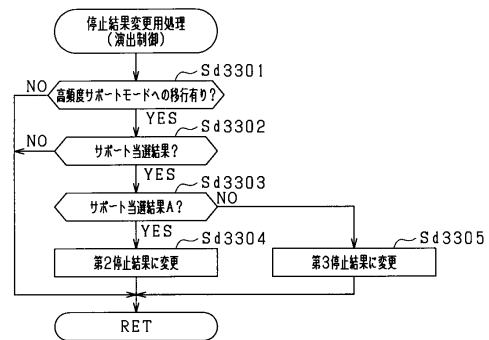 停止結果変更用処理
(演出制御)
Sd3301
NO
高頻度サポートモードへの移行有り?
YES
Sd3302
NO
サポート当選結果?
YES
Sd3303
サポート当選結果A?
NO
YES
Sd3304
第2停止結果に変更
Sd3305
第3停止結果に変更
RET